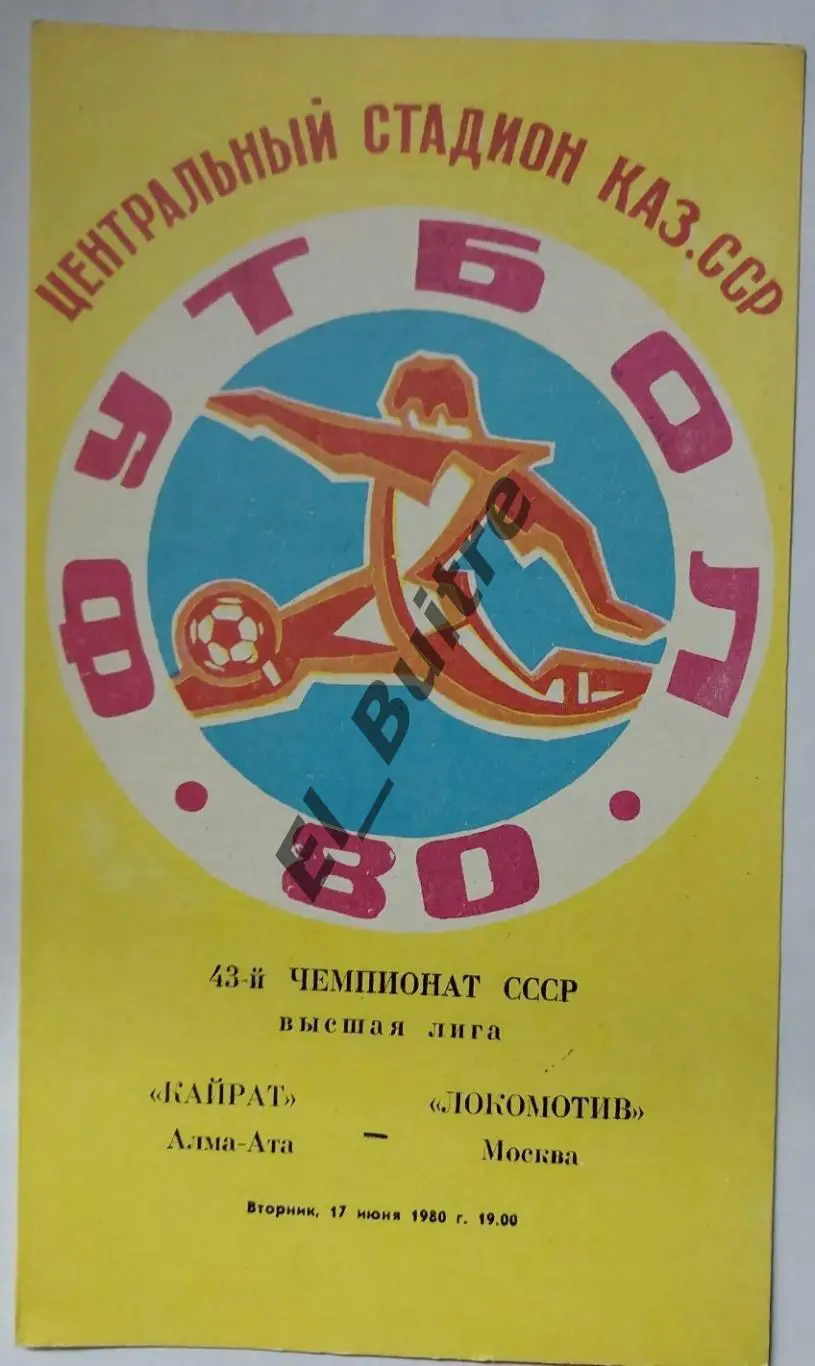 ЦЕНТРАЛЬНЫЙ СТАДИОН КАЗ.ССР
ФУТБОЛ
• 80 •
El_Buitre
43-й ЧЕМПИОНАТ СССР
высшая лига
«КАЙРАТ» – «ЛОКОМОТИВ»
Алма-Ата Москва
Вторник, 17 июня 1980 г. 19.00